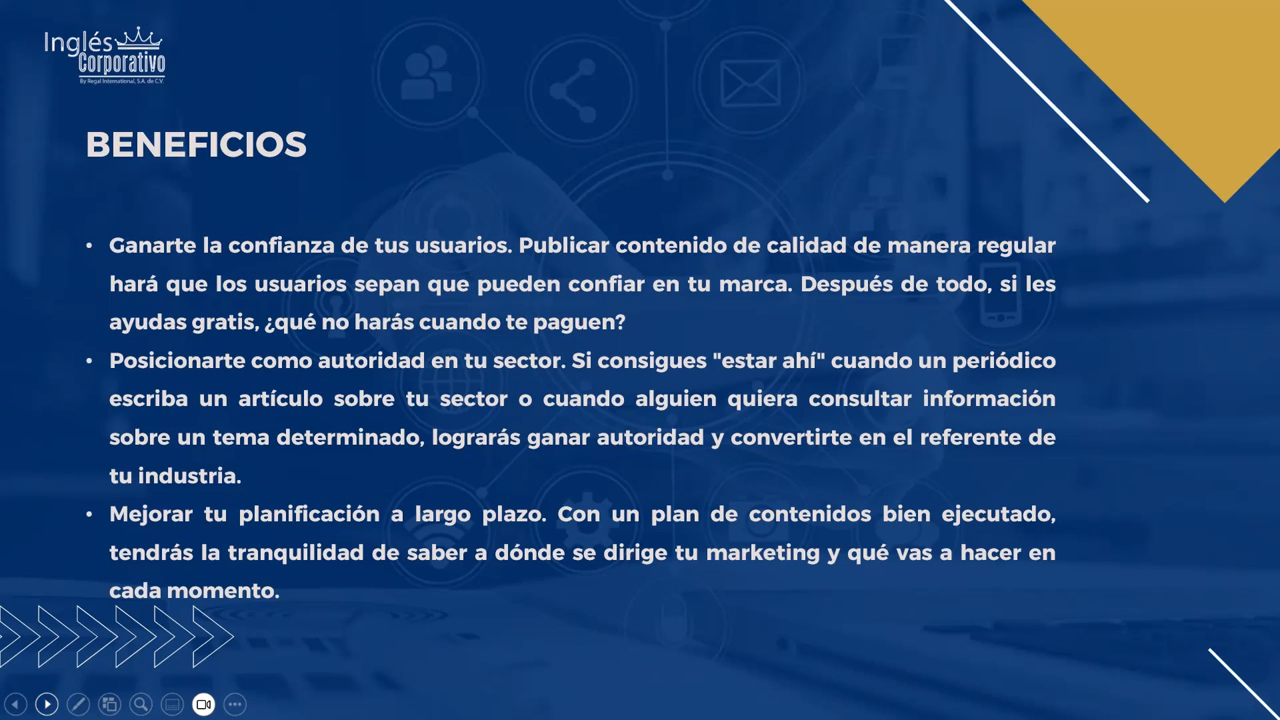 Inglés
Corporativo
By Regal International, S.A. de C.V.
BENEFICIOS
• Ganarte la confianza de tus usuarios. Publicar contenido de calidad de manera regular
hará que los usuarios sepan que pueden confiar en tu marca. Después de todo, si les
ayudas gratis, ¿qué no harás cuando te paguen?
• Posicionarte como autoridad en tu sector. Si consigues "estar ahí" cuando un periódico
escriba un artículo sobre tu sector o cuando alguien quiera consultar información
sobre un tema determinado, lograrás ganar autoridad y convertirte en el referente de
tu industria.
• Mejorar tu planificación a largo plazo. Con un plan de contenidos bien ejecutado,
tendrás la tranquilidad de saber a dónde se dirige tu marketing y qué vas a hacer en
cada momento.